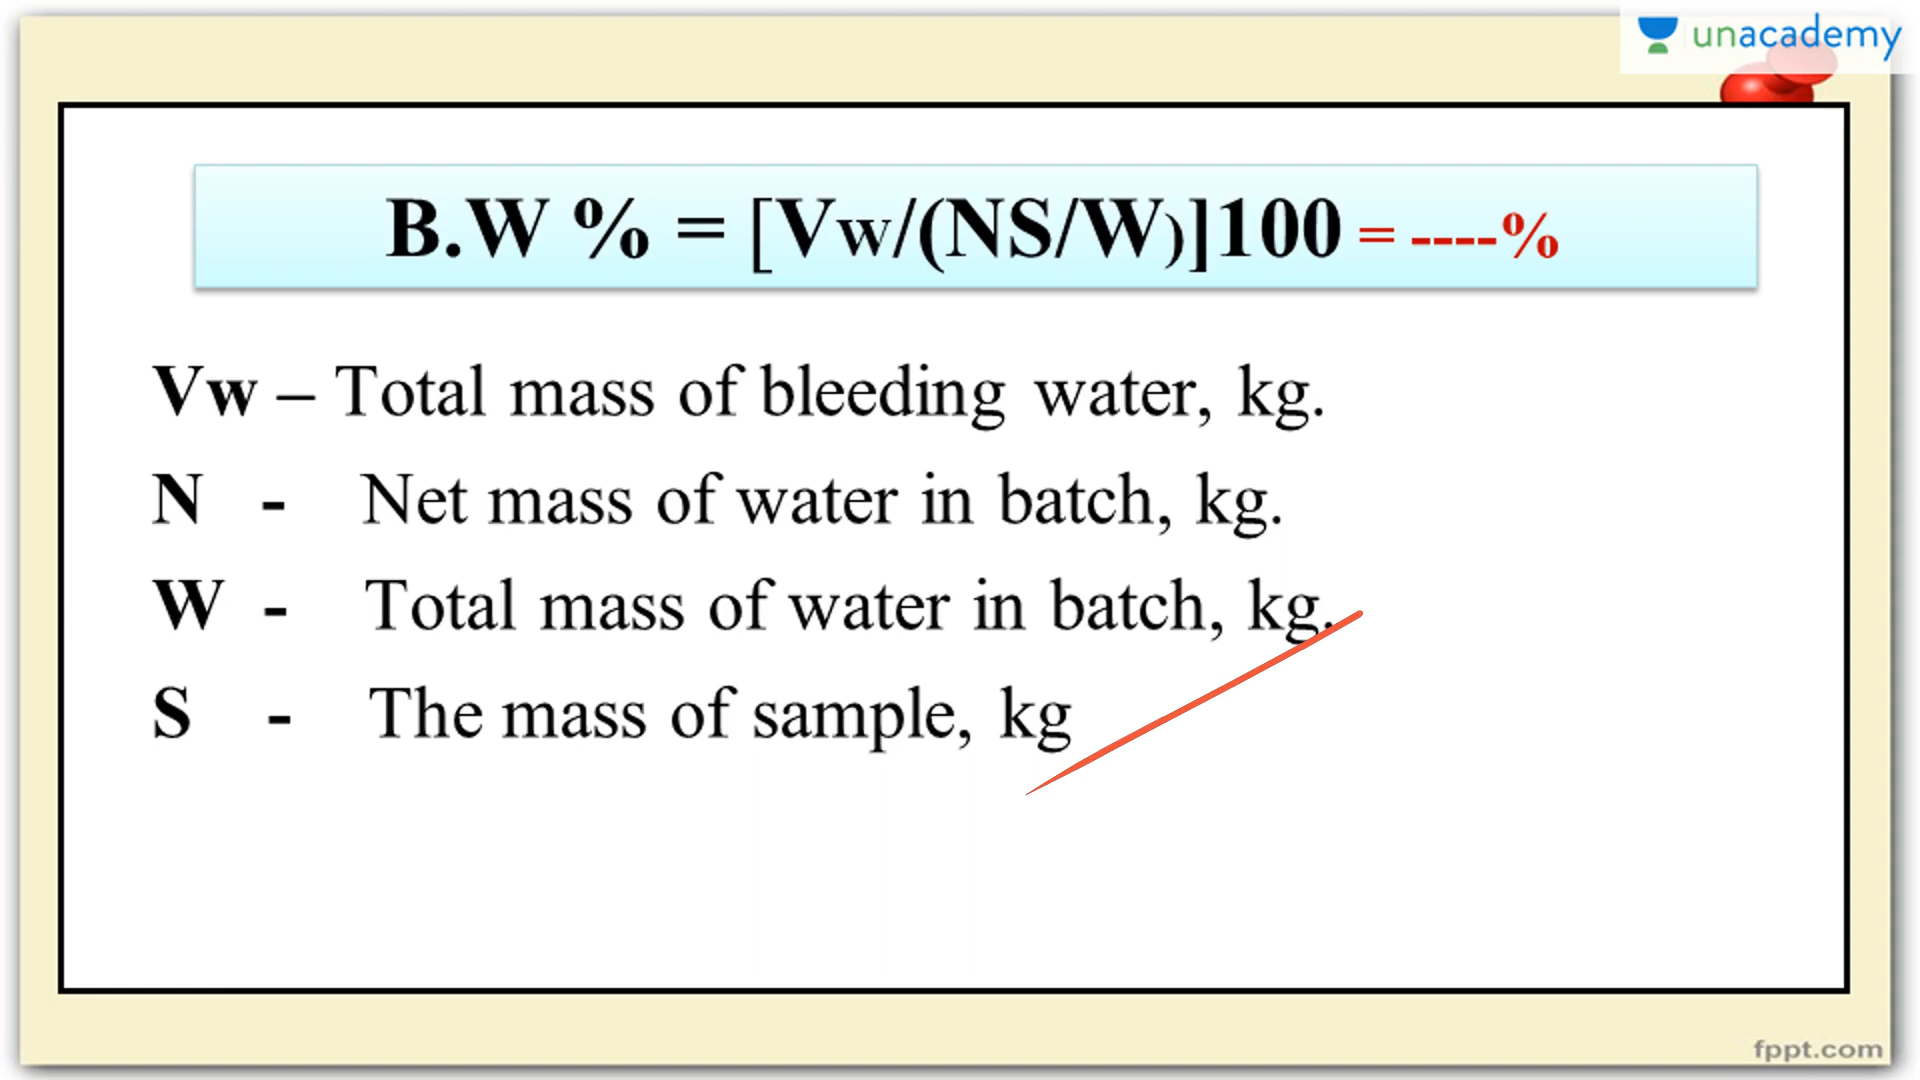 unacademy
B.W % = [Vw/(NS/W)]100 = ----%
Vw – Total mass of bleeding water, kg.
N - Net mass of water in batch, kg.
W - Total mass of water in batch, kg.
S - The mass of sample, kg
fppt.com